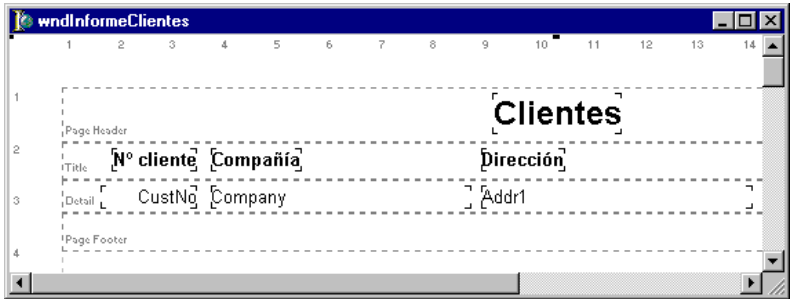 wndInformeClientes
1 2 3 4 5 6 7 8 9 10 11 12 13 14
1
Clientes
Page Header
2
Title Nº cliente Compañía Dirección
3
Detail CustNo Company Addr1
Page Footer
4